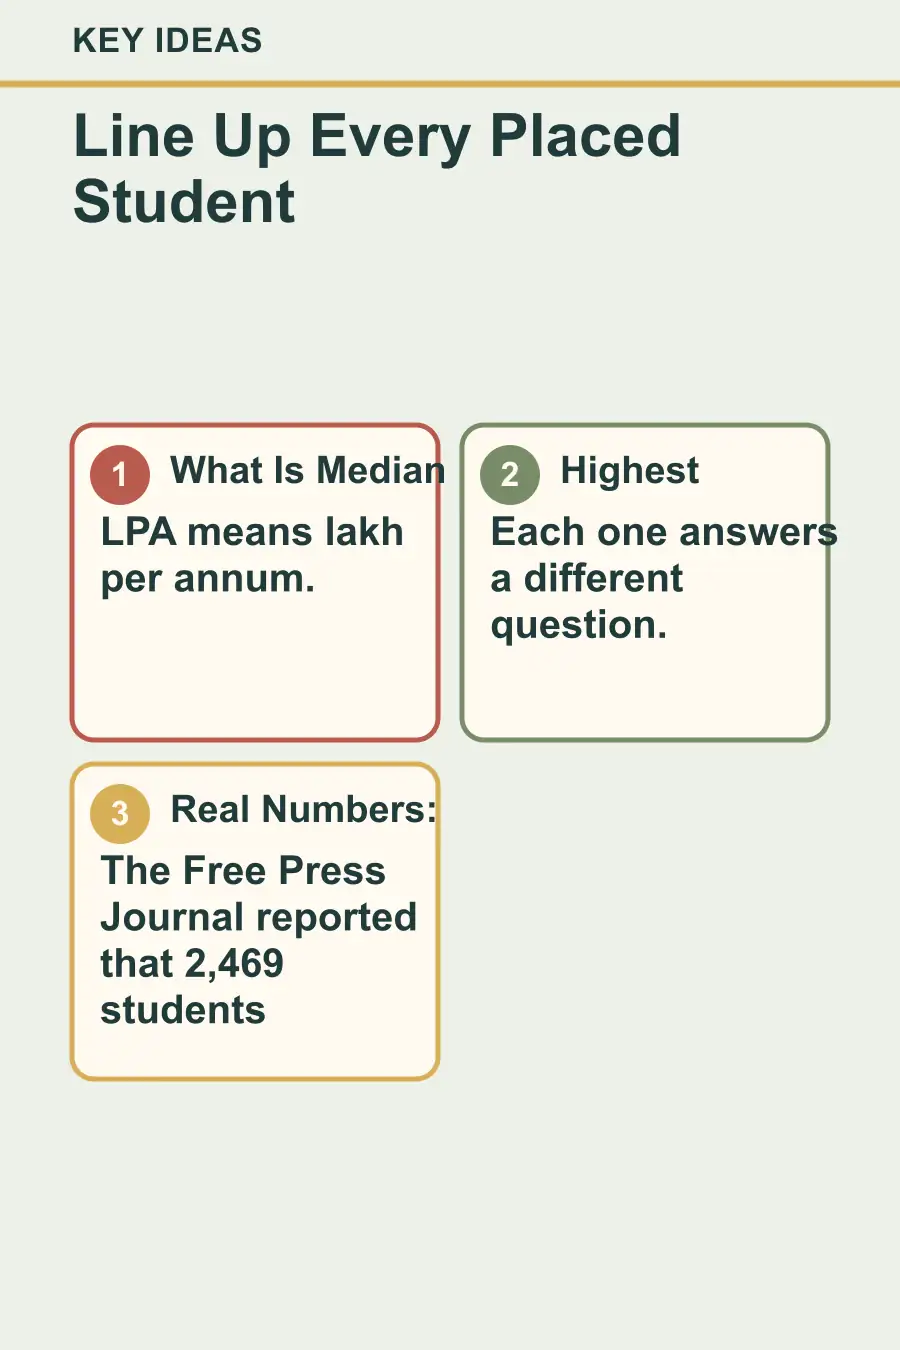 KEY IDEAS
Line Up Every Placed
Student
1 What Is Median
LPA means lakh
per annum.
2 Highest
Each one answers
a different
question.
3 Real Numbers:
The Free Press
Journal reported
that 2,469
students